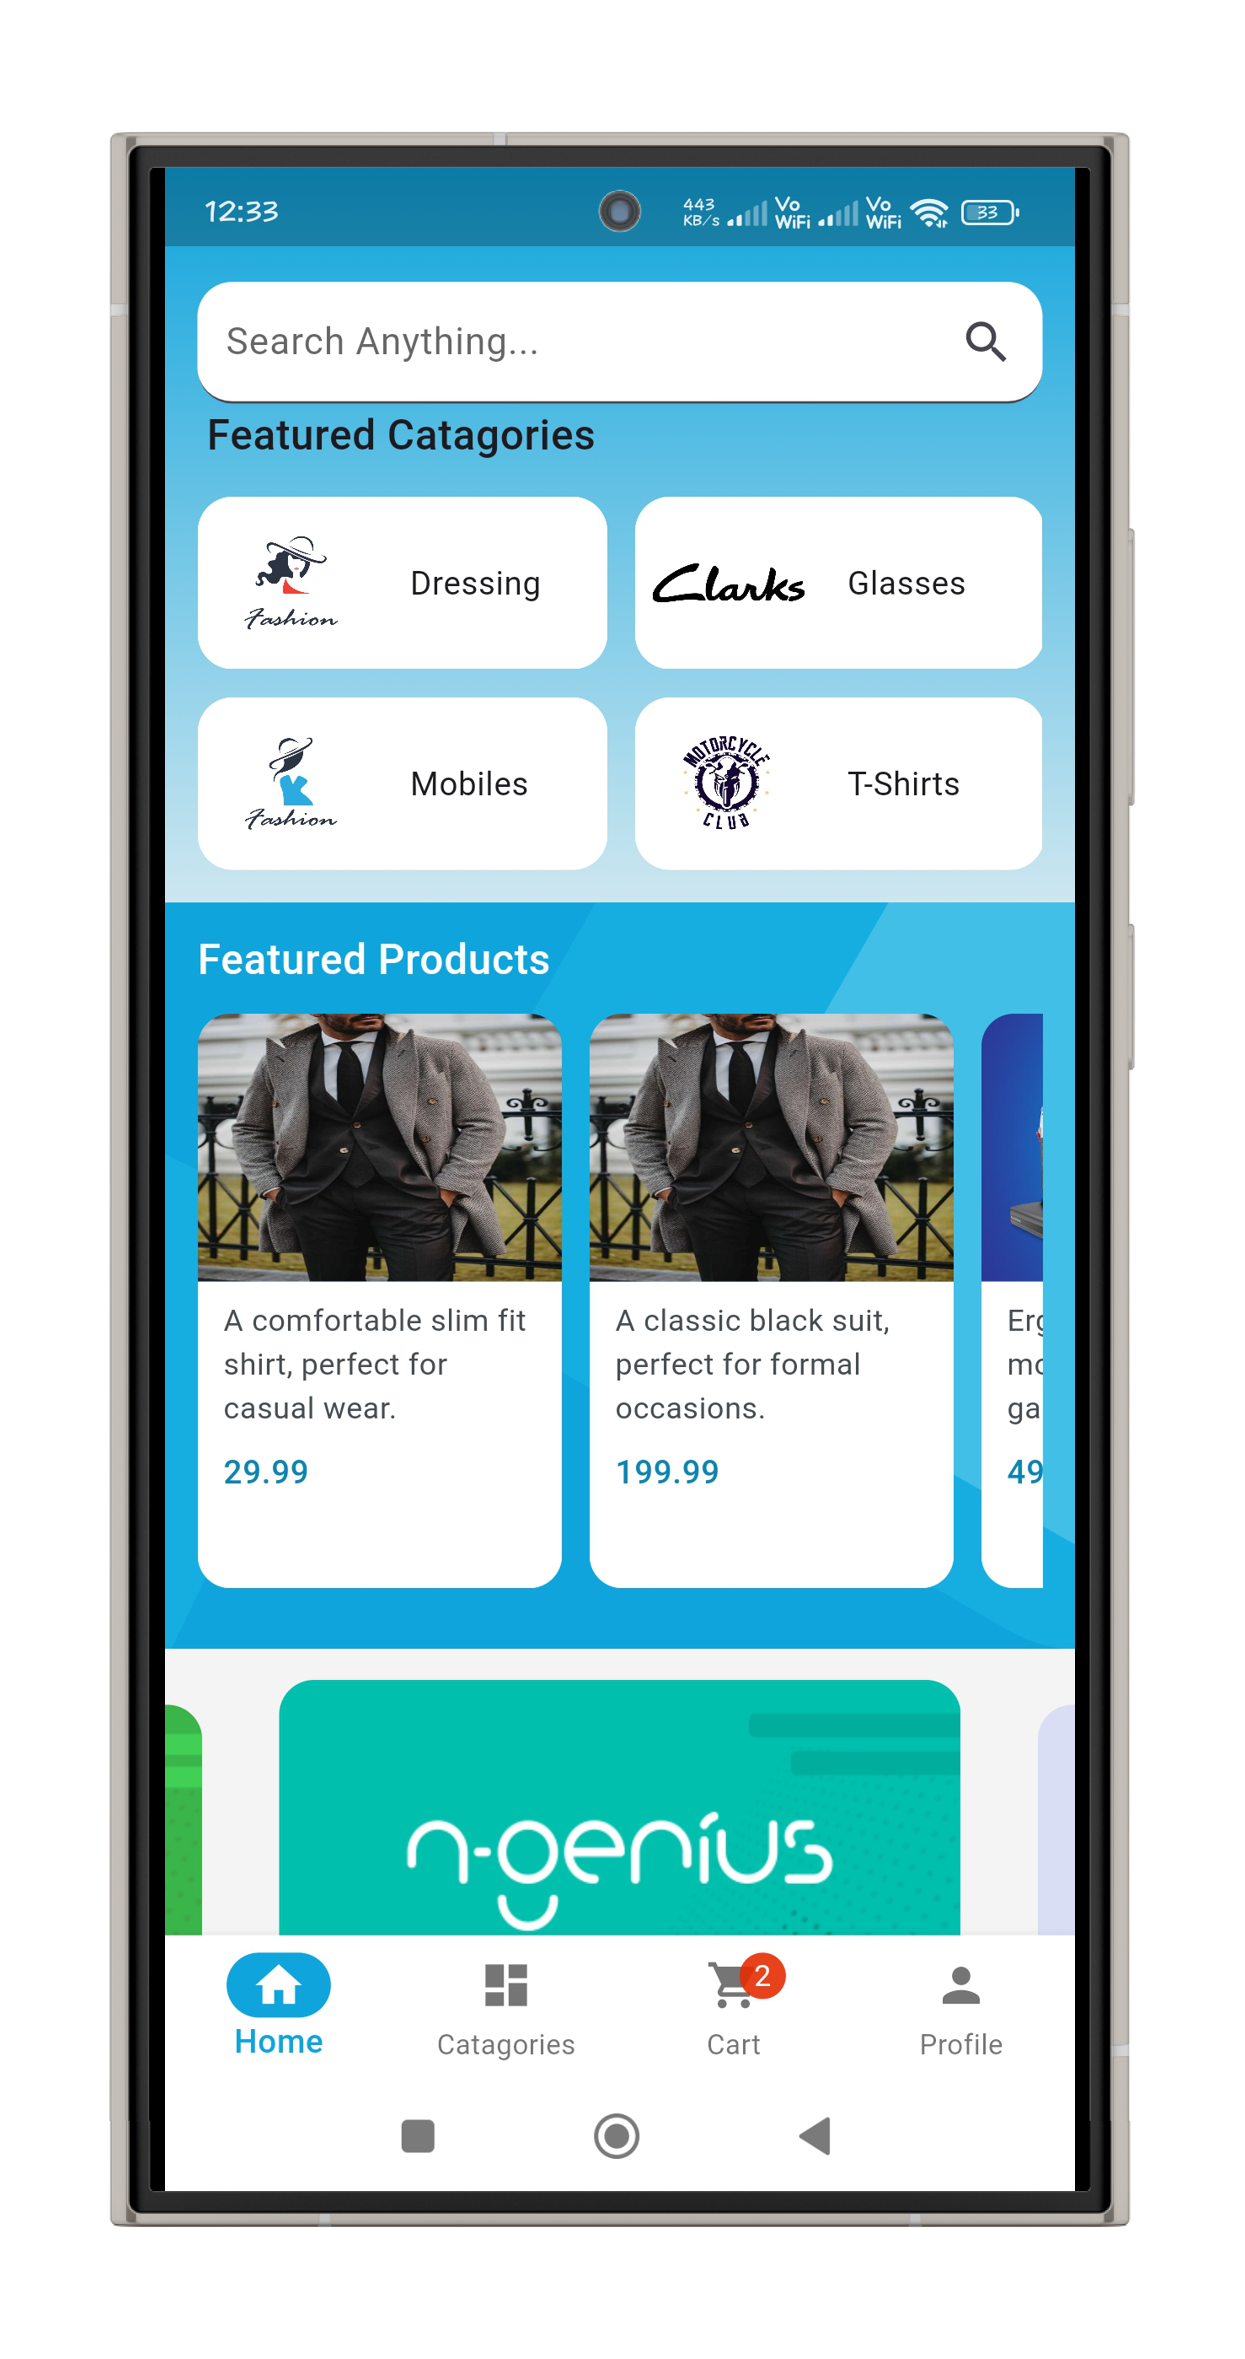 12:33
443
KB/s
Vo
WiFi
Vo
WiFi
33
Search Anything...
Featured Catagories
Fashion
Dressing
Clarks
Glasses
Fashion
Mobiles
MOTORCYCLE
CLUB
T-Shirts
Featured Products
A comfortable slim fit
shirt, perfect for
casual wear.
29.99
A classic black suit,
perfect for formal
occasions.
199.99
Erg
mo
ga
49
n-genius
2
Home
Catagories
Cart
Profile